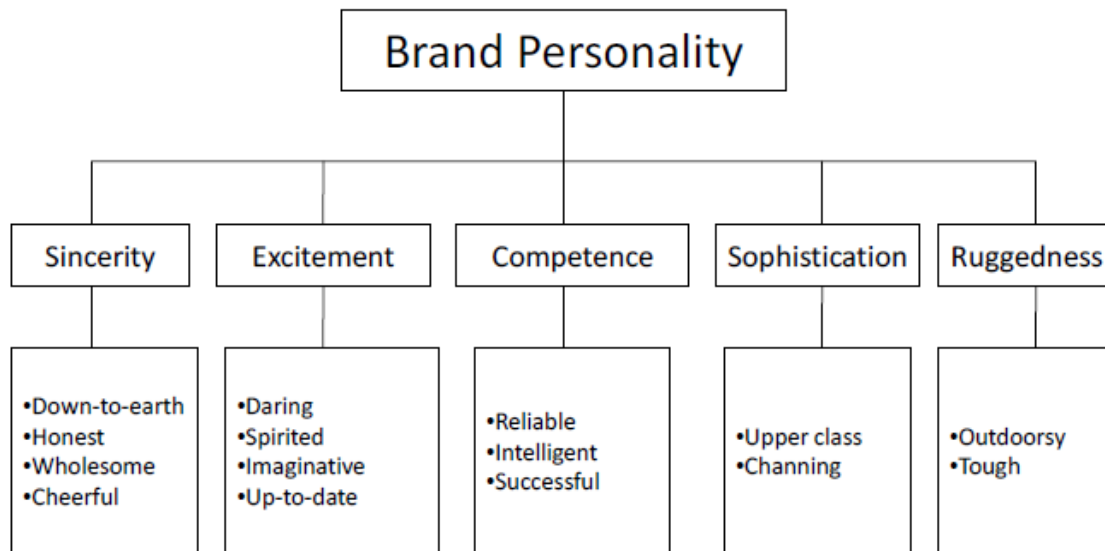 Brand Personality
Sincerity
Excitement
Competence
Sophistication
Ruggedness
•Down-to-earth
•Honest
•Wholesome
•Cheerful
•Daring
•Spirited
•Imaginative
•Up-to-date
•Reliable
•Intelligent
•Successful
•Upper class
•Channing
•Outdoorsy
•Tough